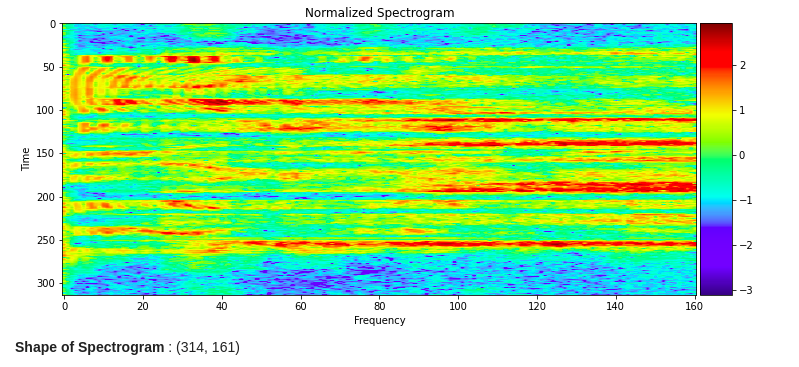 Normalized Spectrogram
0
50
100
150
200
250
300
Time
0 20 40 60 80 100 120 140 160
Frequency
2
1
0
−1
−2
−3
Shape of Spectrogram : (314, 161)